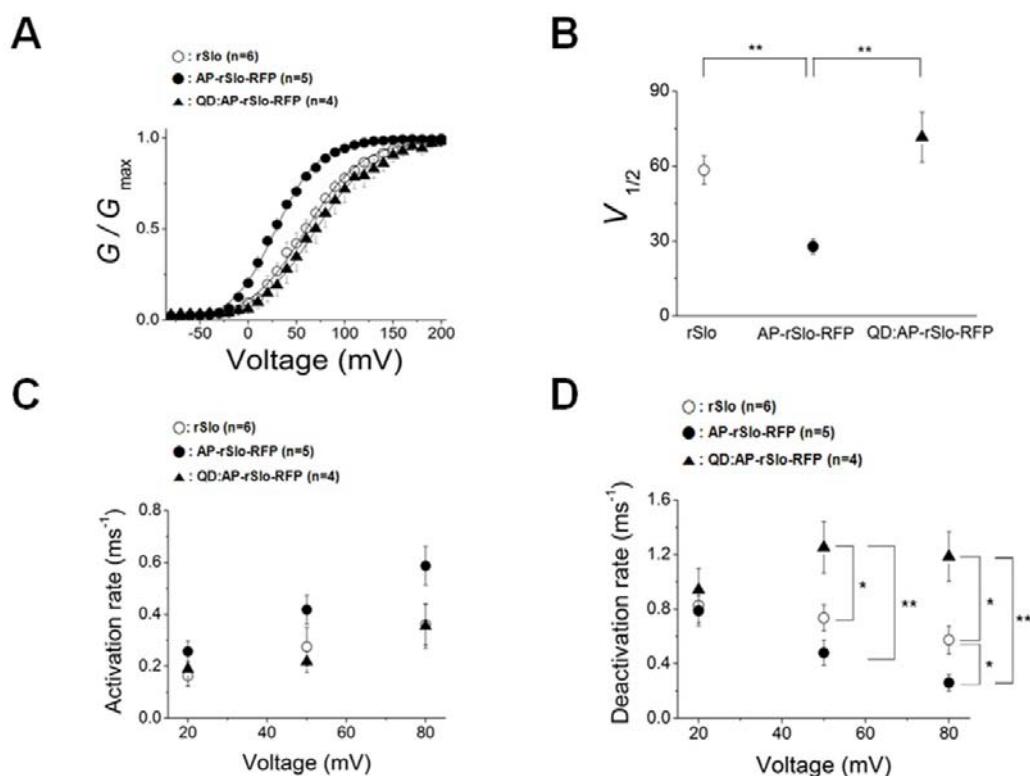 A
○: rSlo (n=6)
●: AP-rSlo-RFP (n=5)
▲: QD:AP-rSlo-RFP (n=4)
G / G max
1.0
0.5
0.0
-50 0 50 100 150 200
Voltage (mV)
B
** **
V 1/2
90
60
30
0
rSlo AP-rSlo-RFP QD:AP-rSlo-RFP
C
○: rSlo (n=6)
●: AP-rSlo-RFP (n=5)
▲: QD:AP-rSlo-RFP (n=4)
Activation rate (ms-1)
0.8
0.6
0.4
0.2
0.0
20 40 60 80
Voltage (mV)
D
○: rSlo (n=6)
●: AP-rSlo-RFP (n=5)
▲: QD:AP-rSlo-RFP (n=4)
Deactivation rate (ms-1)
1.6
1.2
0.8
0.4
0.0
* ** * * **
20 40 60 80
Voltage (mV)